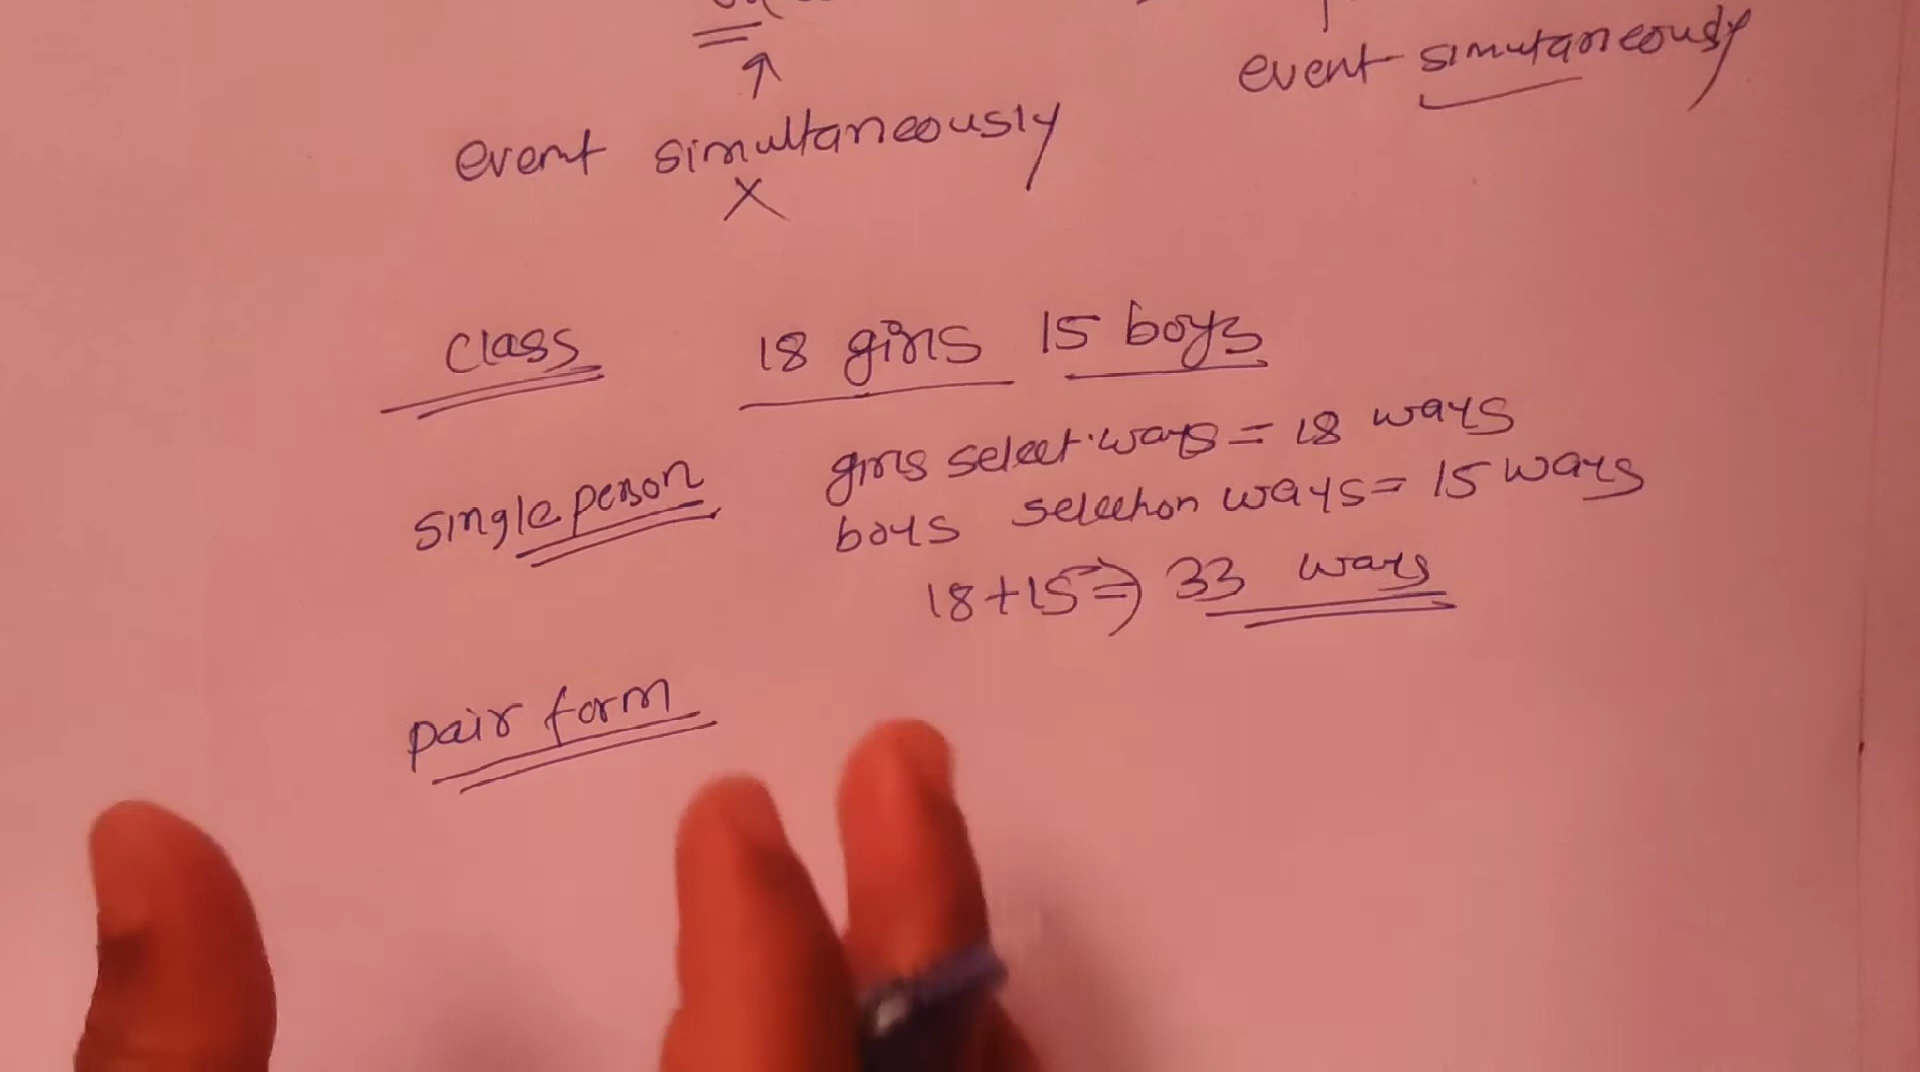 event simutaneously
event simultaneously
X
class 18 girls 15 boys
single person girls select ways = 18 ways
boys selection ways = 15 ways
18+15 ⇒ 33 ways
pair form